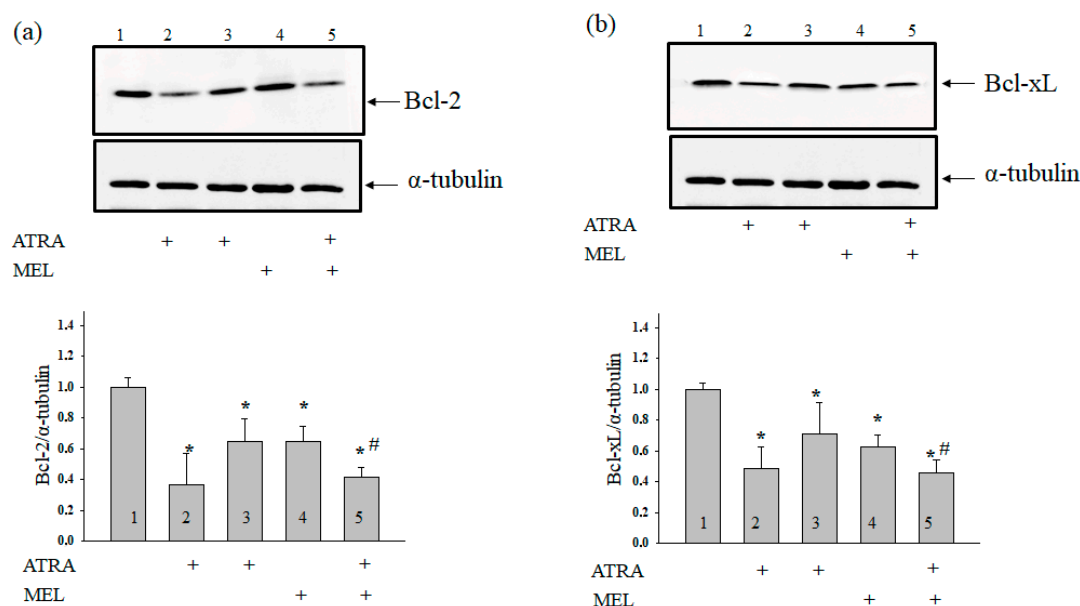 (a)
1 2 3 4 5
Bcl-2
α-tubulin
ATRA + + +
MEL + +
1.4
1.2
1.0
0.8
0.6
0.4
0.2
0.0
Bcl-2/α-tubulin
* * * *#
1 2 3 4 5
ATRA + + +
MEL + +
(b)
1 2 3 4 5
Bcl-xL
α-tubulin
ATRA + + +
MEL + +
1.4
1.2
1.0
0.8
0.6
0.4
0.2
0.0
Bcl-xL/α-tubulin
* * * *#
1 2 3 4 5
ATRA + + +
MEL + +